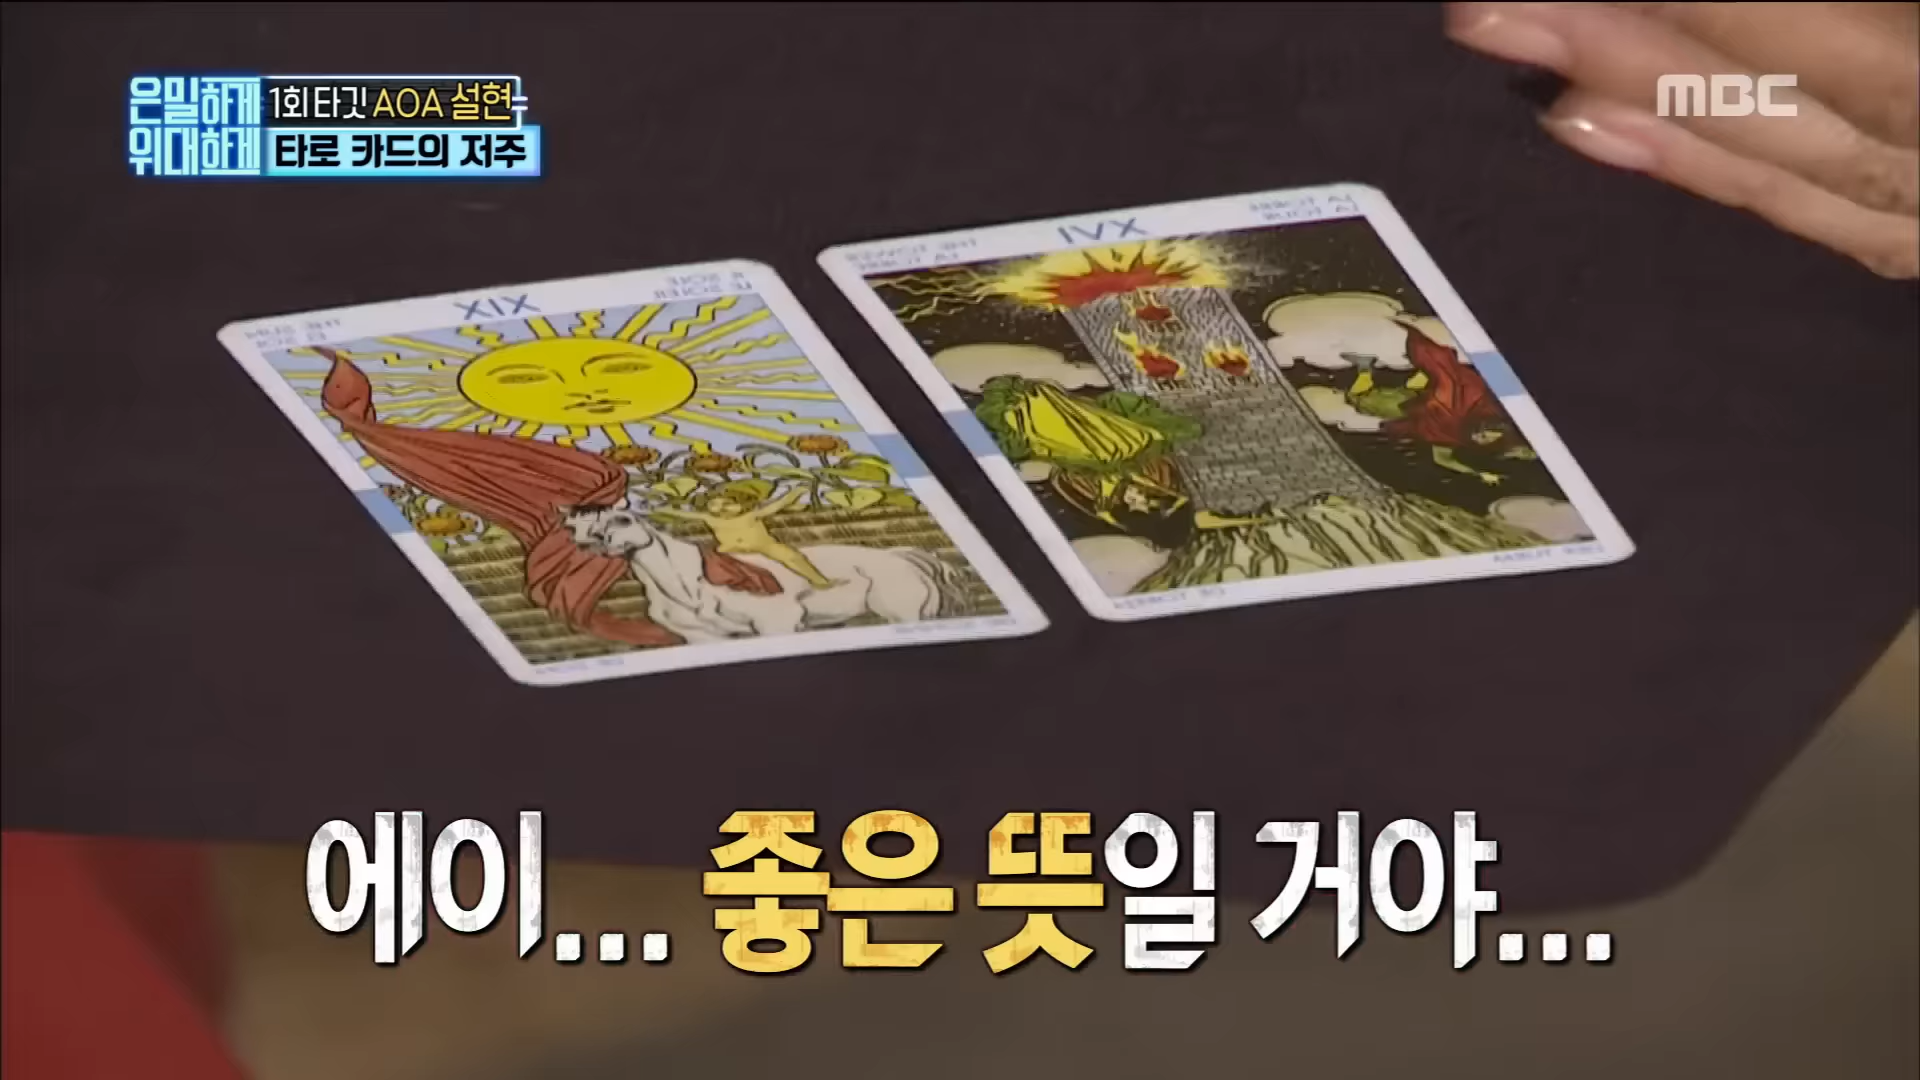 은밀하게
위대하게
1회 타깃 AOA 설현
타로 카드의 저주
MBC
XIX
IVX
에이... 좋은 뜻일 거야...